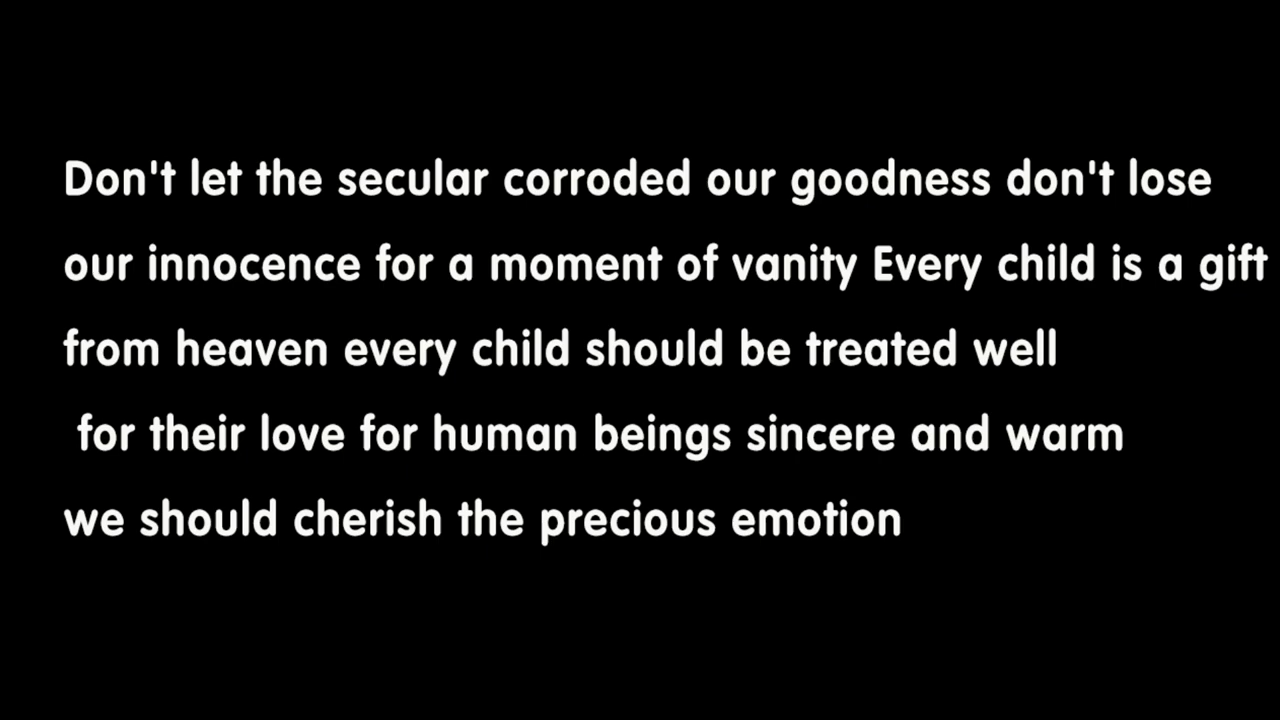 Don't let the secular corroded our goodness don't lose
our innocence for a moment of vanity Every child is a gift
from heaven every child should be treated well
for their love for human beings sincere and warm
we should cherish the precious emotion